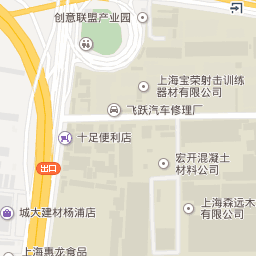 创意联盟产业园
上海宝荣射击训练
器材有限公司
飞跃汽车修理厂
十足便利店
出口
宏开混凝土
材料公司
城大建材杨浦店
上海森远木
有限公司
上海惠龙食品